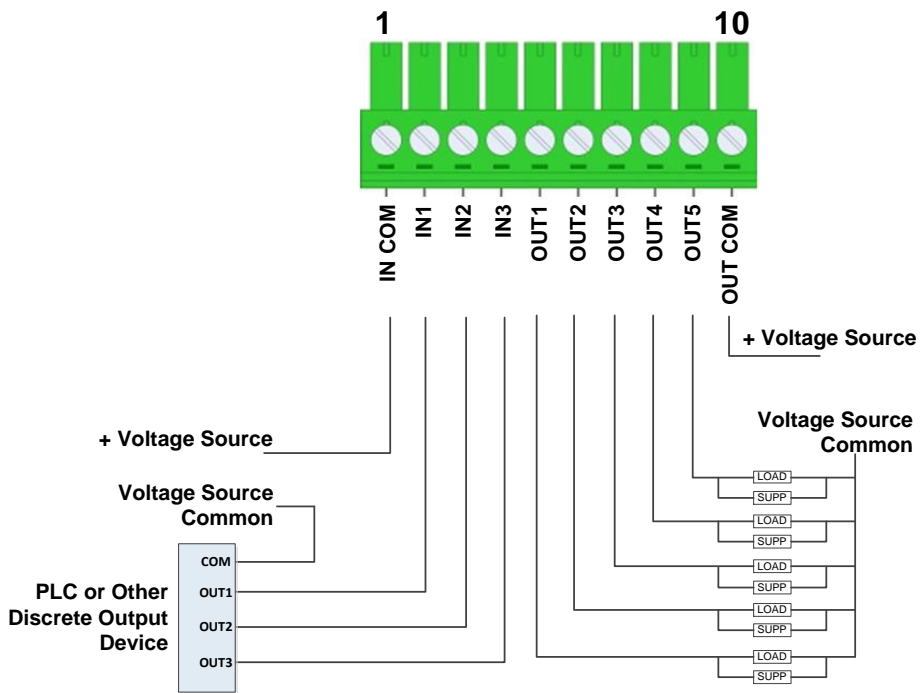 1
10
IN COM
IN1
IN2
IN3
OUT1
OUT2
OUT3
OUT4
OUT5
OUT COM
+ Voltage Source
+ Voltage Source
Voltage Source
Common
Voltage Source
Common
PLC or Other
Discrete Output
Device
COM
OUT1
OUT2
OUT3
LOAD
SUPP
LOAD
SUPP
LOAD
SUPP
LOAD
SUPP
LOAD
SUPP